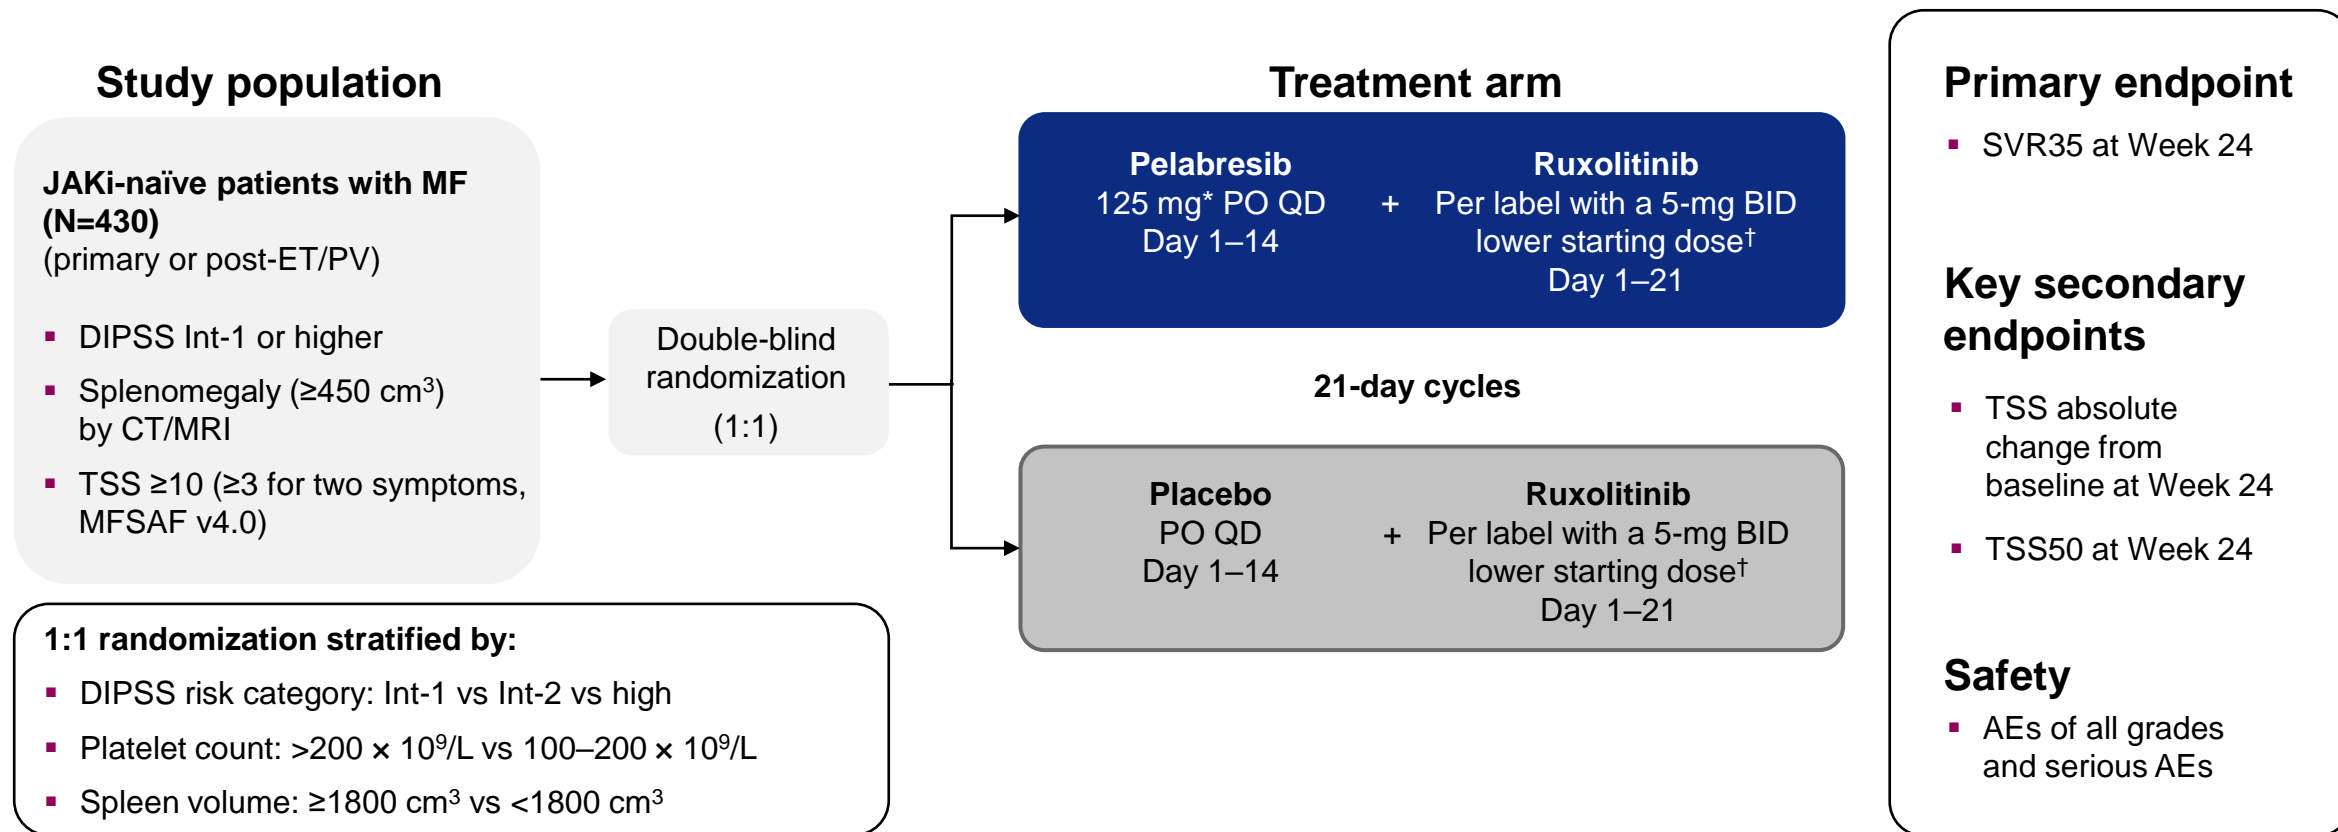 Study population
JAKi-naïve patients with MF
(N=430)
(primary or post-ET/PV)
▪ DIPSS Int-1 or higher
▪ Splenomegaly (≥450 cm³)
by CT/MRI
▪ TSS ≥10 (≥3 for two symptoms,
MFSAF v4.0)
1:1 randomization stratified by:
▪ DIPSS risk category: Int-1 vs Int-2 vs high
▪ Platelet count: >200 × 10⁹/L vs 100–200 × 10⁹/L
▪ Spleen volume: ≥1800 cm³ vs <1800 cm³
Double-blind
randomization
(1:1)
Treatment arm
Pelabresib
125 mg* PO QD
Day 1–14
+
Ruxolitinib
Per label with a 5-mg BID
lower starting dose†
Day 1–21
21-day cycles
Placebo
PO QD
Day 1–14
+
Ruxolitinib
Per label with a 5-mg BID
lower starting dose†
Day 1–21
Primary endpoint
▪ SVR35 at Week 24
Key secondary
endpoints
▪ TSS absolute
change from
baseline at Week 24
▪ TSS50 at Week 24
Safety
▪ AEs of all grades
and serious AEs